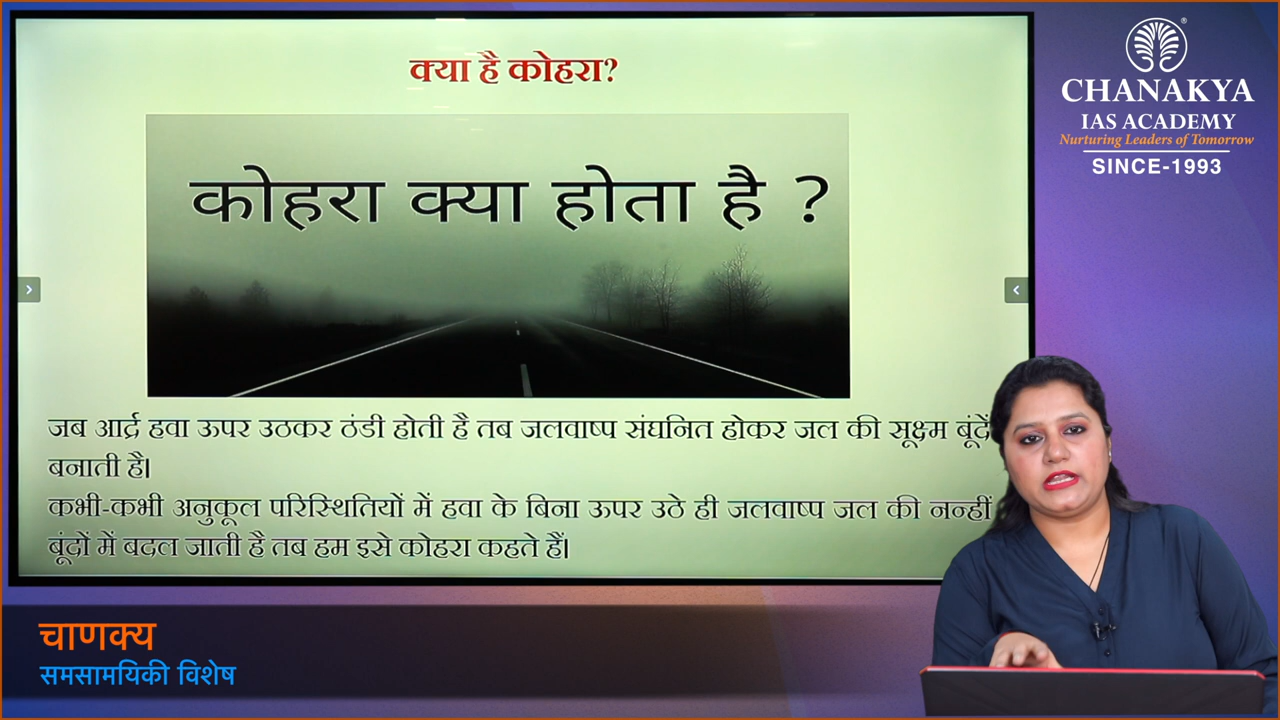 क्या है कोहरा?
कोहरा क्या होता है ?
जब आर्द्र हवा ऊपर उठकर ठंडी होती है तब जलवाष्प संघनित होकर जल की सूक्ष्म बूंदें
बनाती है।
कभी-कभी अनुकूल परिस्थितियों में हवा के बिना ऊपर उठे ही जलवाष्प जल की नन्हीं
बूंदों में बदल जाती है तब हम इसे कोहरा कहते हैं।
CHANAKYA
IAS ACADEMY
Nurturing Leaders of Tomorrow
SINCE-1993
चाणक्य
समसामयिकी विशेष